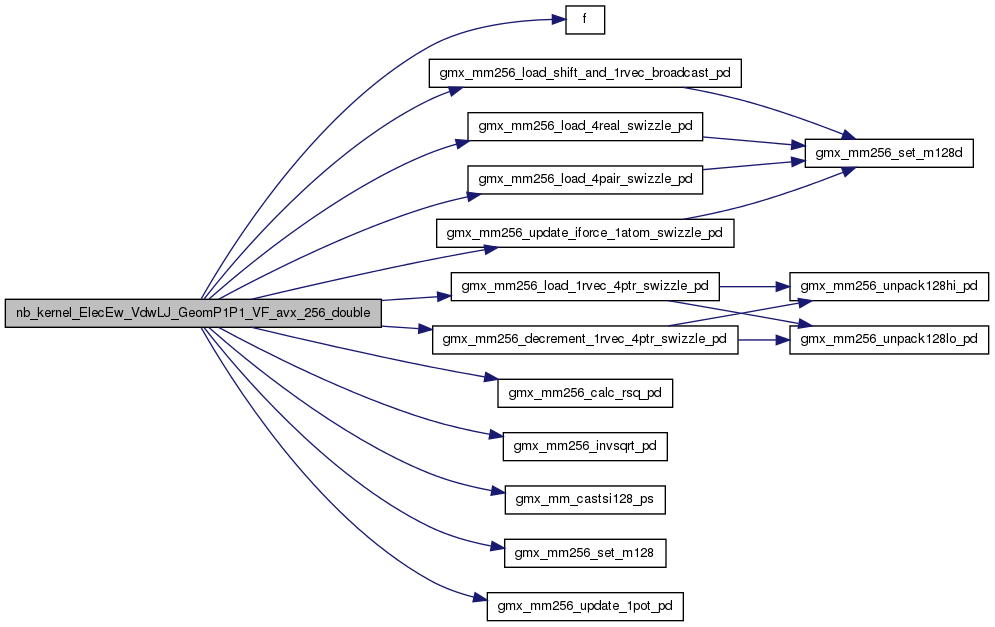 f
gmx_mm256_load_shift_and_1rvec_broadcast_pd
gmx_mm256_load_4real_swizzle_pd
gmx_mm256_set_m128d
gmx_mm256_load_4pair_swizzle_pd
gmx_mm256_update_iforce_1atom_swizzle_pd
gmx_mm256_load_1rvec_4ptr_swizzle_pd
gmx_mm256_unpack128hi_pd
nb_kernel_ElecEw_VdwLJ_GeomP1P1_VF_avx_256_double
gmx_mm256_decrement_1rvec_4ptr_swizzle_pd
gmx_mm256_unpack128lo_pd
gmx_mm256_calc_rsq_pd
gmx_mm256_invsqrt_pd
gmx_mm_castsi128_ps
gmx_mm256_set_m128
gmx_mm256_update_1pot_pd